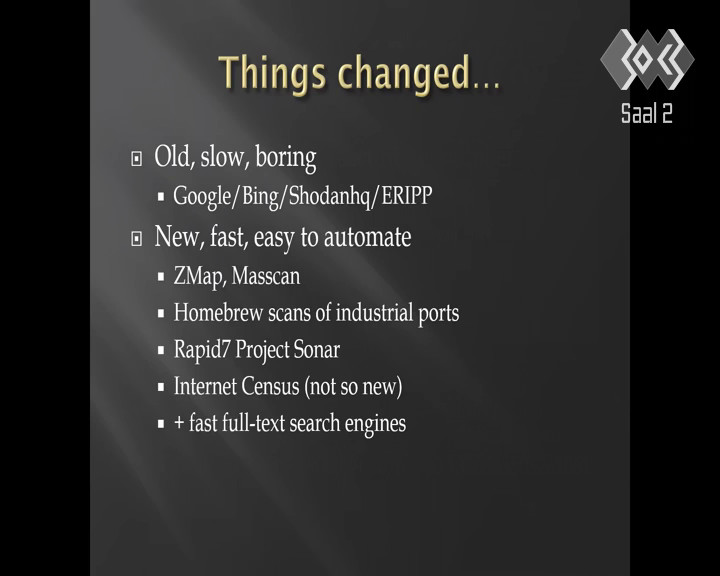 Things changed...
Saal 2
Old, slow, boring
Google/Bing/Shodanhq/ERIPP
New, fast, easy to automate
ZMap, Masscan
Homebrew scans of industrial ports
Rapid7 Project Sonar
Internet Census (not so new)
+ fast full-text search engines